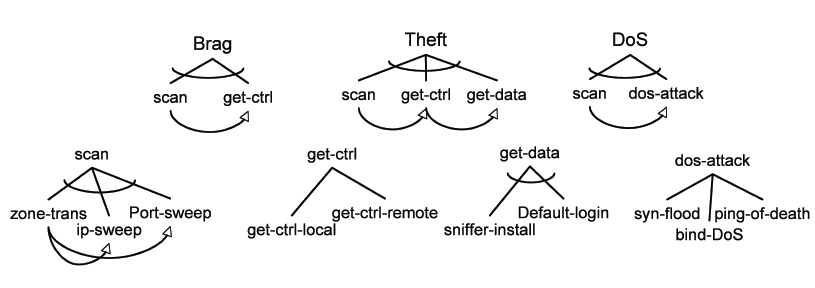 Brag
Theft
DoS
scan get-ctrl
scan get-ctrl get-data
scan dos-attack
scan
get-ctrl
get-data
dos-attack
zone-trans
ip-sweep
Port-sweep
get-ctrl-local
get-ctrl-remote
sniffer-install
Default-login
syn-flood
bind-DoS
ping-of-death